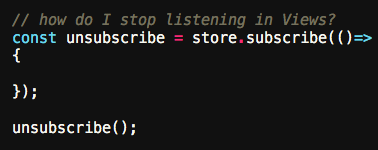 // how do I stop listening in Views?
const unsubscribe = store.subscribe(()=>
{
});
unsubscribe();